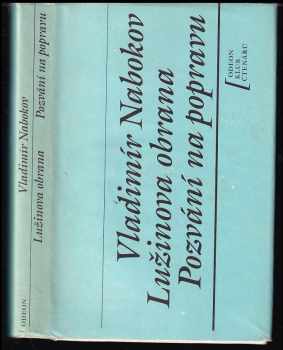 Vladimír Nabokov
Lužinova obrana
Pozvání na popravu
ODEON
KLUB
ČTENÁŘŮ
Vladimír Nabokov
Lužinova obrana Pozvání na popravu
ODEON